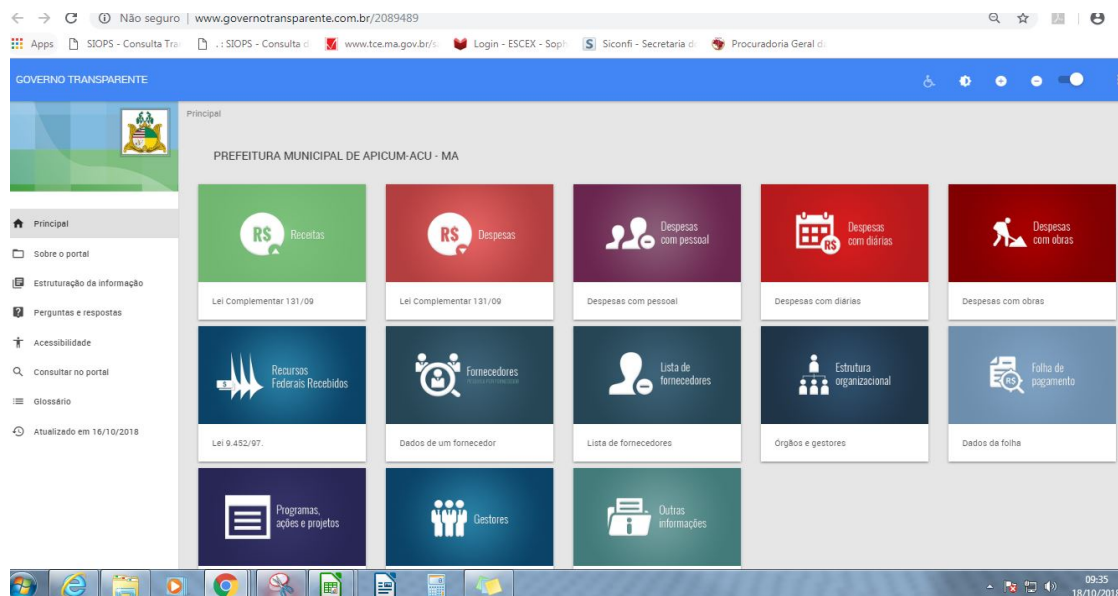 Não seguro | www.governotransparente.com.br/2089489
Apps SIOPS - Consulta Tra .: SIOPS - Consulta d www.tce.ma.gov.br/s Login - ESCEX - Soph Siconfi - Secretaria d Procuradoria Geral d
GOVERNO TRANSPARENTE
Principal
PREFEITURA MUNICIPAL DE APICUM-ACU - MA
Principal
Sobre o portal
Estruturação da informação
Perguntas e respostas
Acessibilidade
Consultar no portal
Glossário
Atualizado em 16/10/2018
R$ Receitas
Lei Complementar 131/09
R$ Despesas
Lei Complementar 131/09
Despesas
com pessoal
Despesas com pessoal
R$
Despesas
com diárias
Despesas com diárias
Despesas
com obras
Despesas com obras
Recursos
Federais Recebidos
Lei 9.452/97.
Fornecedores
Dados de um fornecedor
Lista de
fornecedores
Lista de fornecedores
Estrutura
organizacional
Órgãos e gestores
R$
Folha de
pagamento
Dados da folha
Programas,
ações e projetos
Gestores
Outras
informações
09:35
18/10/2018